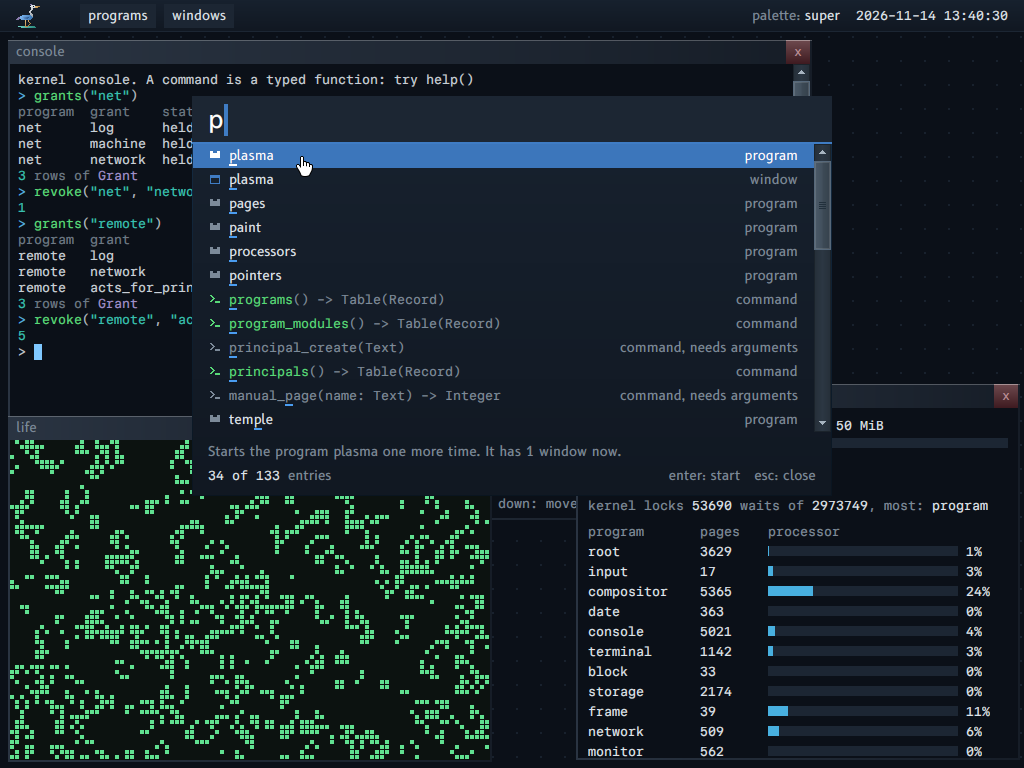 programs windows palette: super 2026-11-14 13:40:30
console x
kernel console. A command is a typed function: try help()
> grants("net")
program grant stat
net log held
net machine held
net network held
3 rows of Grant
> revoke("net", "netwo
1
> grants("remote")
program grant
remote log
remote network
remote acts_for_prin
3 rows of Grant
> revoke("remote", "ac
5
>
p
plasma program
plasma window
pages program
paint program
processors program
pointers program
programs() -> Table(Record) command
program_modules() -> Table(Record) command
principal_create(Text) command, needs arguments
principals() -> Table(Record) command
manual_page(name: Text) -> Integer command, needs arguments
temple program
Starts the program plasma one more time. It has 1 window now.
34 of 133 entries enter: start esc: close
life
down: move
x
50 MiB
kernel locks 53690 waits of 2973749, most: program
program pages processor
root 3629 1%
input 17 3%
compositor 5365 24%
date 363 0%
console 5021 4%
terminal 1142 3%
block 33 0%
storage 2174 0%
frame 39 11%
network 509 6%
monitor 562 0%